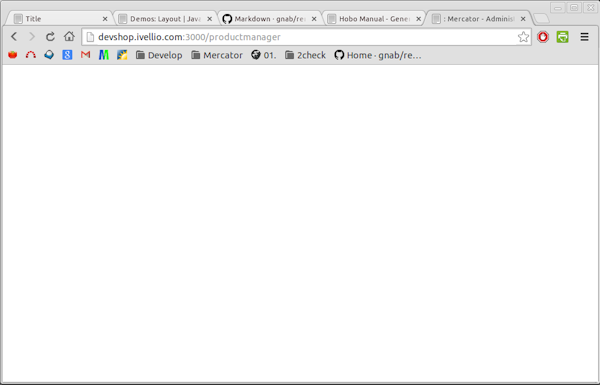 Title
Demos: Layout | Java
Markdown · gnab/re
Hobo Manual - Gene
: Mercator - Adminis
devshop.ivellio.com:3000/productmanager
Develop
Mercator
01.
2check
Home · gnab/re...